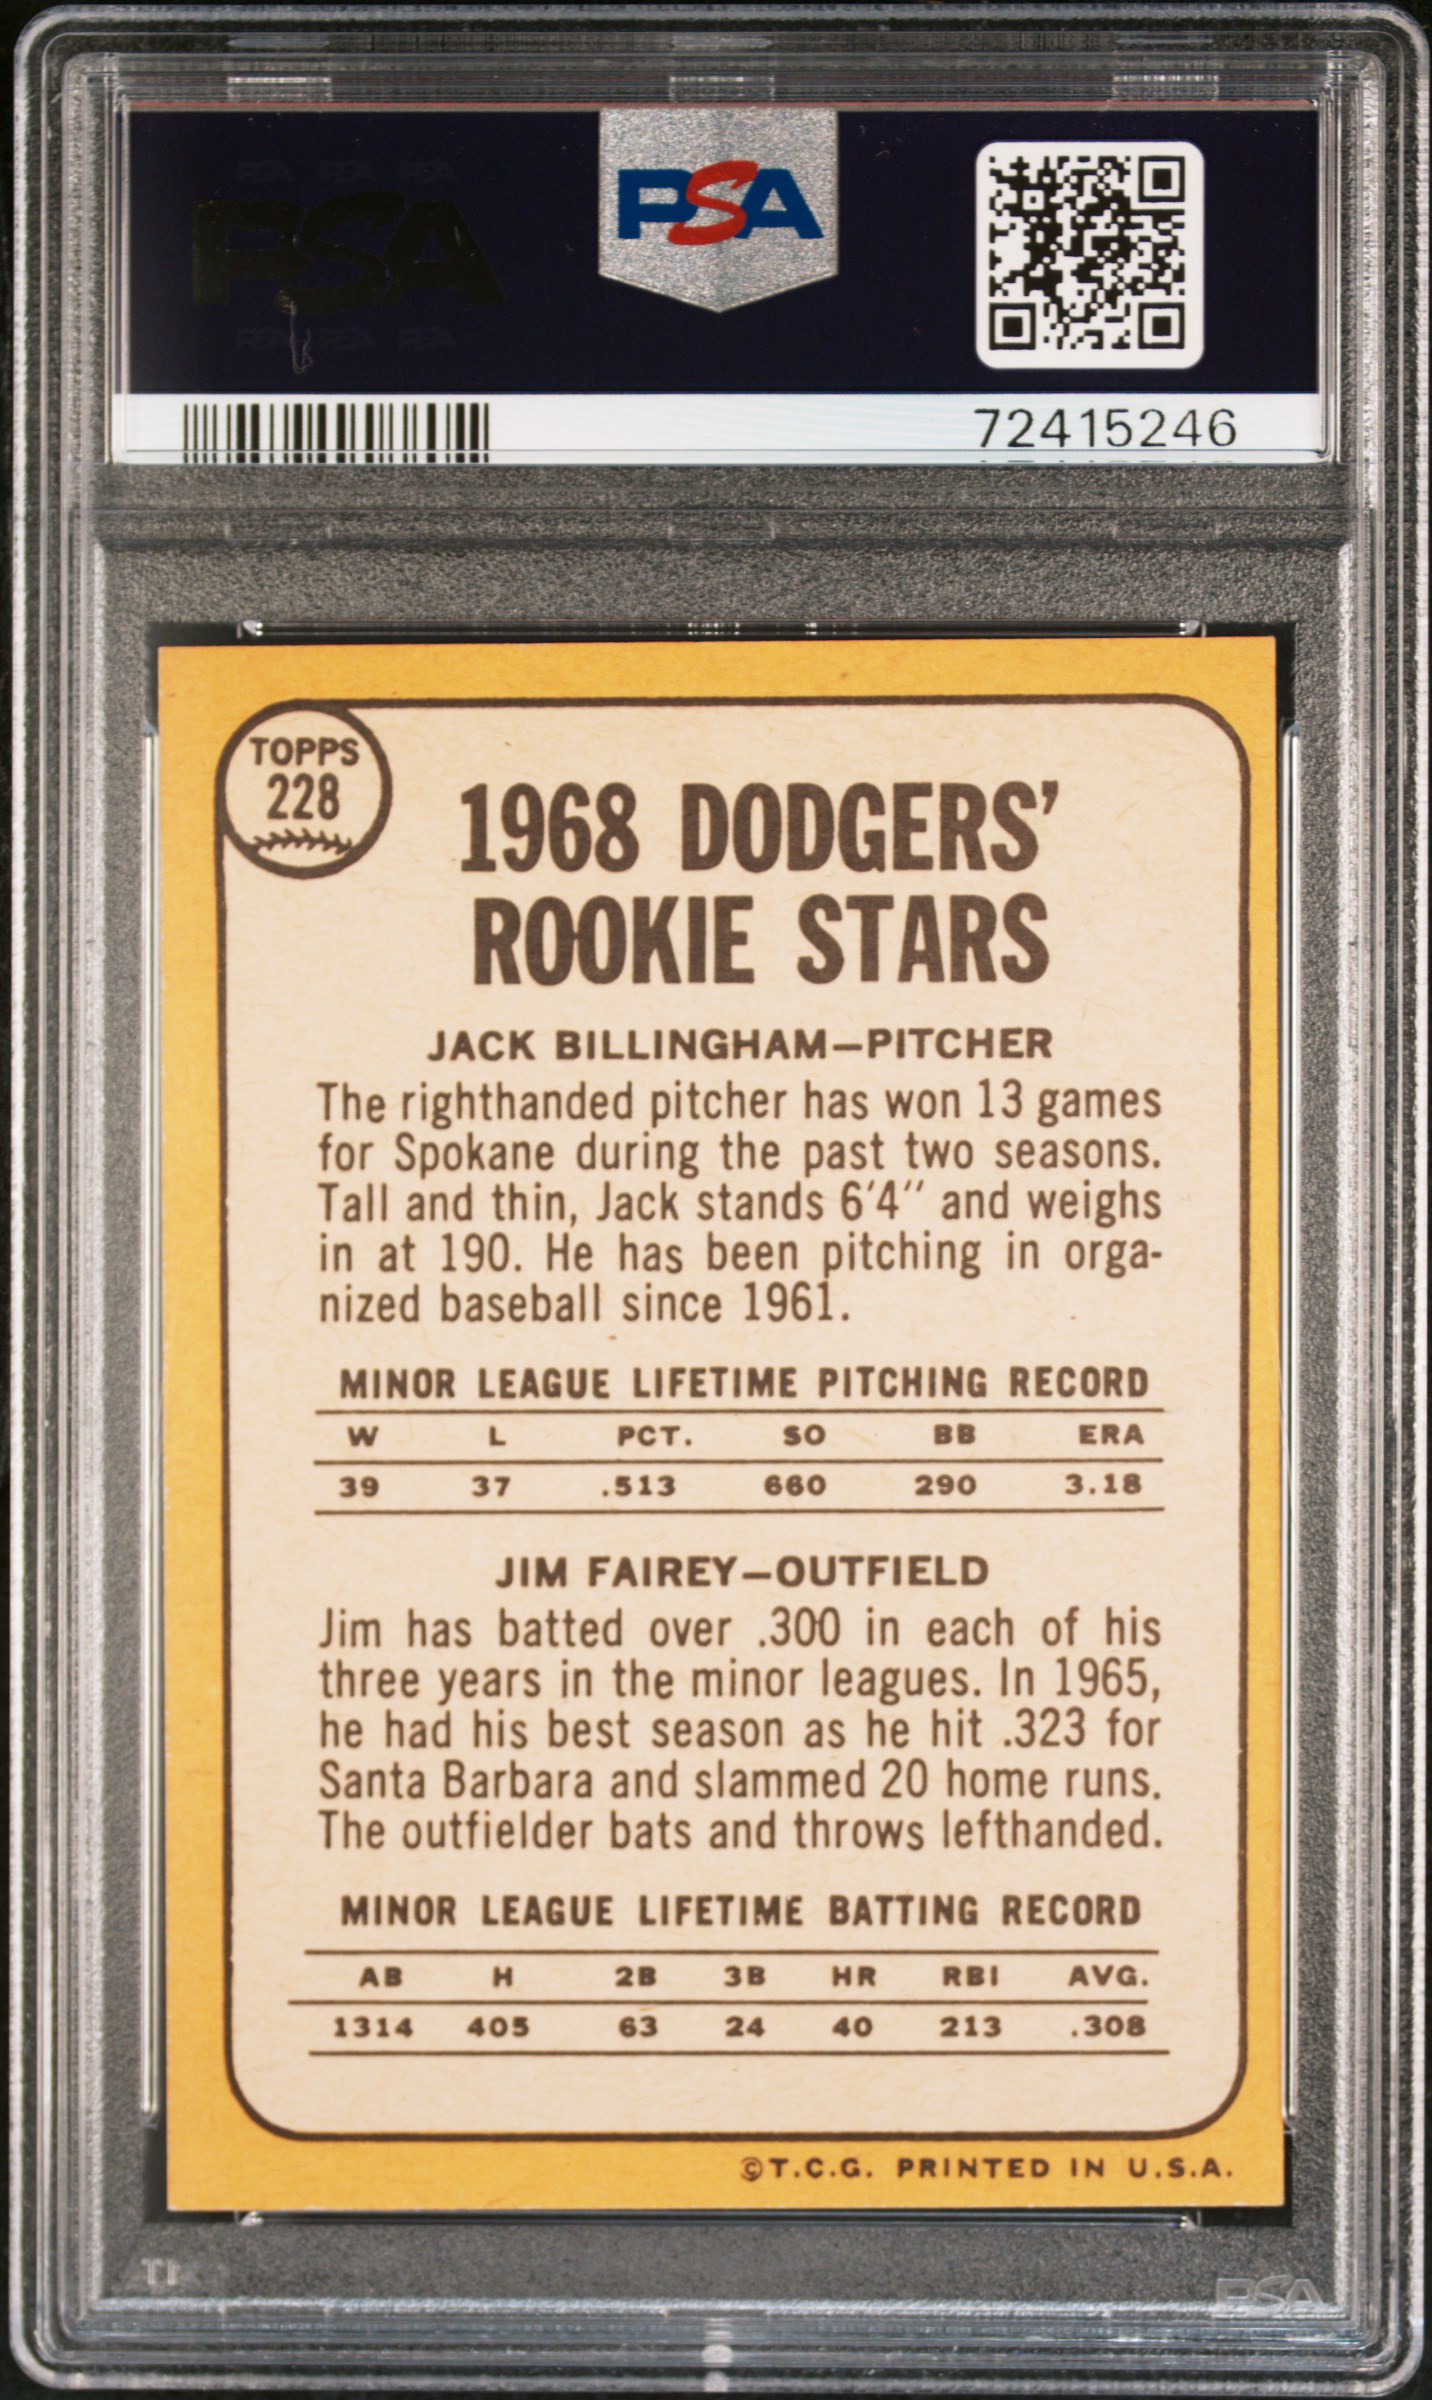 PSA
PSA
72415246
TOPPS
228
1968 DODGERS'
ROOKIE STARS
JACK BILLINGHAM—PITCHER
The righthanded pitcher has won 13 games
for Spokane during the past two seasons.
Tall and thin, Jack stands 6'4" and weighs
in at 190. He has been pitching in orga-
nized baseball since 1961.
MINOR LEAGUE LIFETIME PITCHING RECORD
W L PCT. SO BB ERA
39 37 .513 660 290 3.18
JIM FAIREY—OUTFIELD
Jim has batted over .300 in each of his
three years in the minor leagues. In 1965,
he had his best season as he hit .323 for
Santa Barbara and slammed 20 home runs.
The outfielder bats and throws lefthanded.
MINOR LEAGUE LIFETIME BATTING RECORD
AB H 2B 3B HR RBI AVG.
1314 405 63 24 40 213 .308
©T.C.G. PRINTED IN U.S.A.
PSA